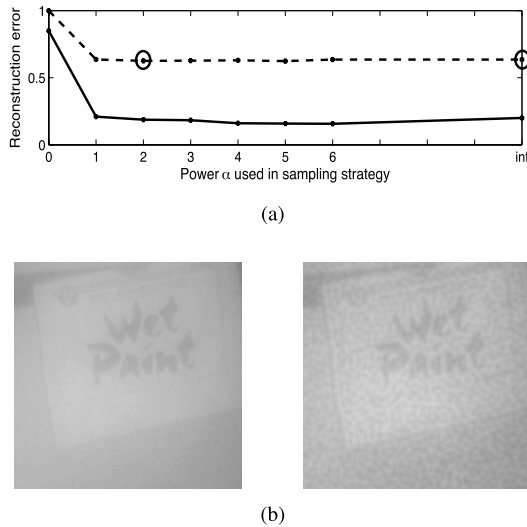 1
0.5
0
Reconstruction error
0 1 2 3 4 5 6 inf
Power α used in sampling strategy
(a)
Wet Wet
Paint Paint
(b)